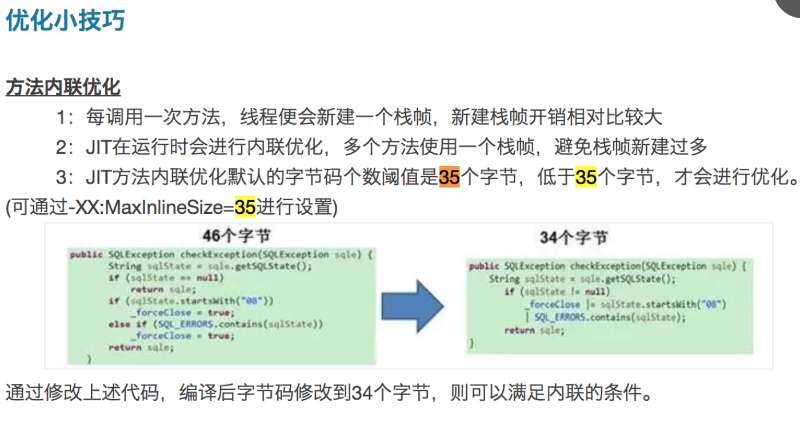 优化小技巧
方法内联优化
1：每调用一次方法，线程便会新建一个栈帧，新建栈帧开销相对比较大
2：JIT在运行时会进行内联优化，多个方法使用一个栈帧，避免栈帧新建过多
3：JIT方法内联优化默认的字节码个数阈值是35个字节，低于35个字节，才会进行优化。
(可通过-XX:MaxInlineSize=35进行设置)
46个字节
public SQLException checkException(SQLException sqle) {
String sqlState = sqle.getSQLState();
if (sqlState == null)
return sqle;
if (sqlState.startsWith("08"))
_forceClose = true;
else if (SQL_ERRORS.contains(sqlState))
_forceClose = true;
return sqle;
}
34个字节
public SQLException checkException(SQLException sqle) {
String sqlState = sqle.getSQLState();
if (sqlState != null)
_forceClose |= sqlState.startsWith("08")
| SQL_ERRORS.contains(sqlState);
return sqle;
}
通过修改上述代码，编译后字节码修改到34个字节，则可以满足内联的条件。